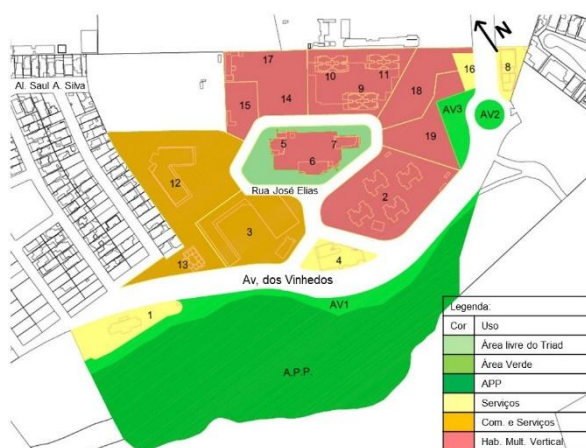 N
Al. Saul A. Silva
17
10
11
16
8
9
18
15
14
AV3
AV2
5
7
19
6
12
Rua José Elias
2
3
4
13
Av, dos Vinhedos
1
AV1
A.P.P.
Legenda:
Cor Uso
Área livre do Triad
Área Verde
APP
Serviços
Com. e Serviços
Hab. Mult. Vertical